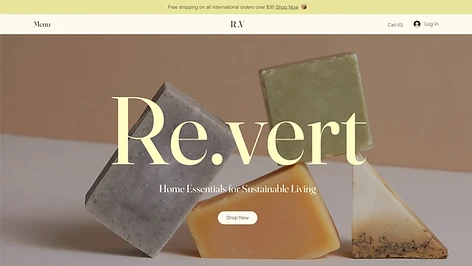 Free shipping on all international orders over $35 Shop Now
Menu
R.V
Cart (0)
Log In
Re.vert
Home Essentials for Sustainable Living
Shop Now